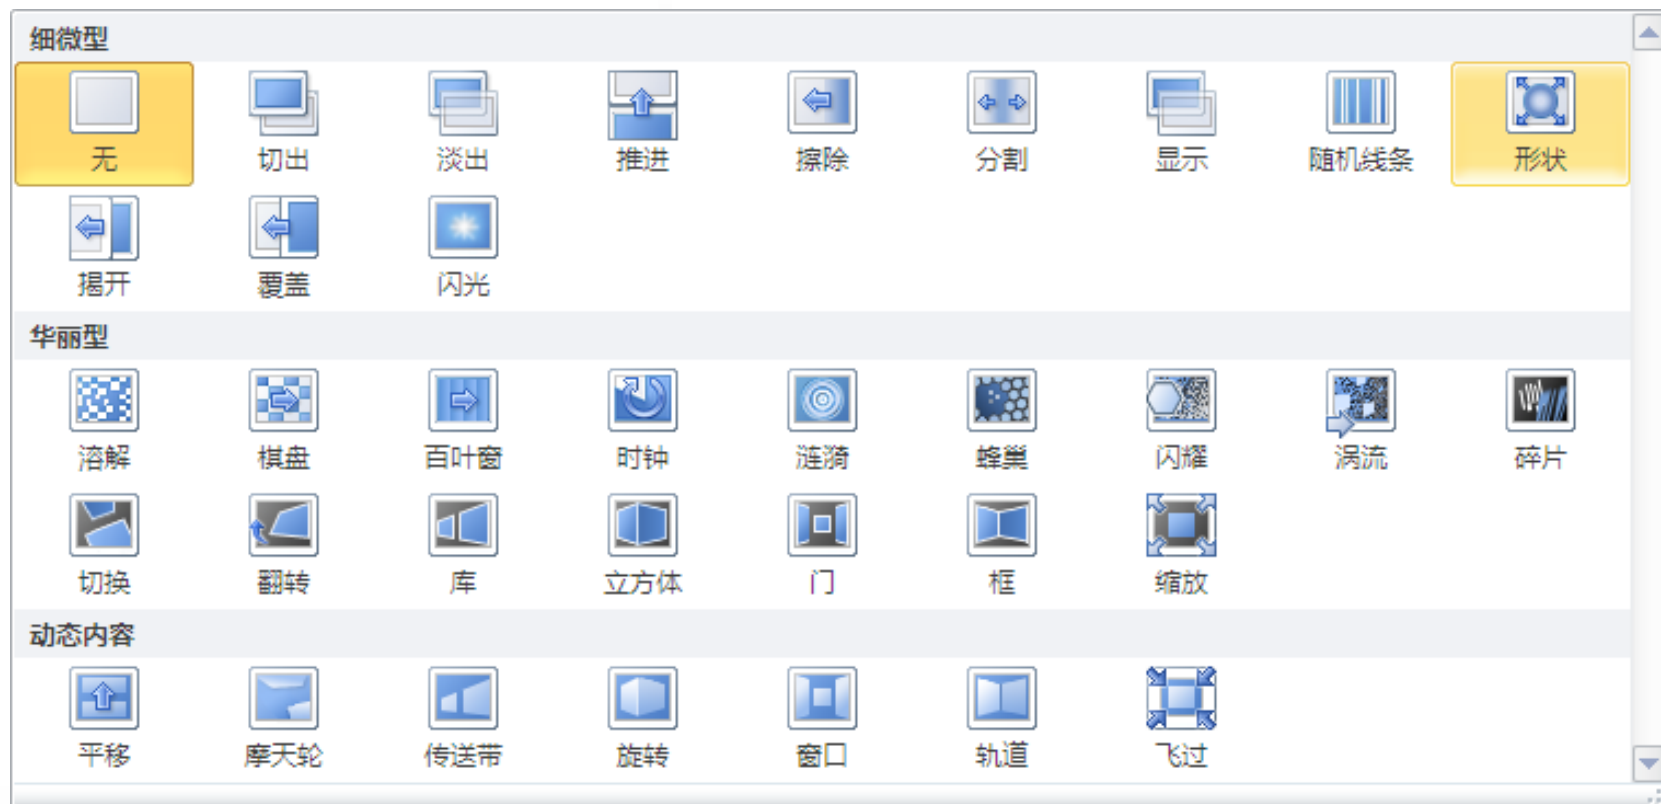 细微型
无 切出 淡出 推进 擦除 分割 显示 随机线条 形状
揭开 覆盖 闪光
华丽型
溶解 棋盘 百叶窗 时钟 涟漪 蜂巢 闪耀 涡流 碎片
切换 翻转 库 立方体 门 框 缩放
动态内容
平移 摩天轮 传送带 旋转 窗口 轨道 飞过